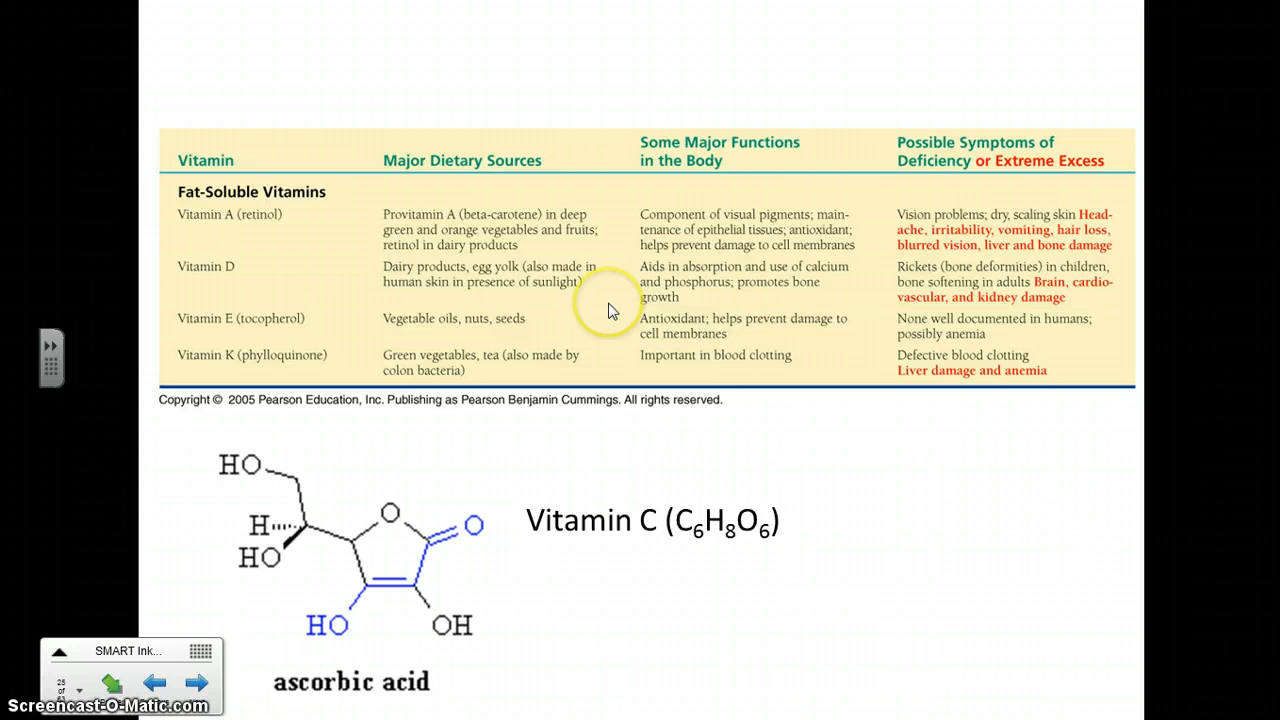 Vitamin
Major Dietary Sources
Some Major Functions
in the Body
Possible Symptoms of
Deficiency or Extreme Excess
Fat-Soluble Vitamins
Vitamin A (retinol)
Provitamin A (beta-carotene) in deep
green and orange vegetables and fruits;
retinol in dairy products
Component of visual pigments; main-
tenance of epithelial tissues; antioxidant;
helps prevent damage to cell membranes
Vision problems; dry, scaling skin Head-
ache, irritability, vomiting, hair loss,
blurred vision, liver and bone damage
Vitamin D
Dairy products, egg yolk (also made in
human skin in presence of sunlight)
Aids in absorption and use of calcium
and phosphorus; promotes bone
growth
Rickets (bone deformities) in children,
bone softening in adults Brain, cardio-
vascular, and kidney damage
Vitamin E (tocopherol)
Vegetable oils, nuts, seeds
Antioxidant; helps prevent damage to
cell membranes
None well documented in humans;
possibly anemia
Vitamin K (phylloquinone)
Green vegetables, tea (also made by
colon bacteria)
Important in blood clotting
Defective blood clotting
Liver damage and anemia
Copyright © 2005 Pearson Education, Inc. Publishing as Pearson Benjamin Cummings. All rights reserved.
HO
O
H
O
HO
HO
OH
ascorbic acid
Vitamin C (C₆H₈O₆)
SMART Ink...
Screencast-O-Matic.com